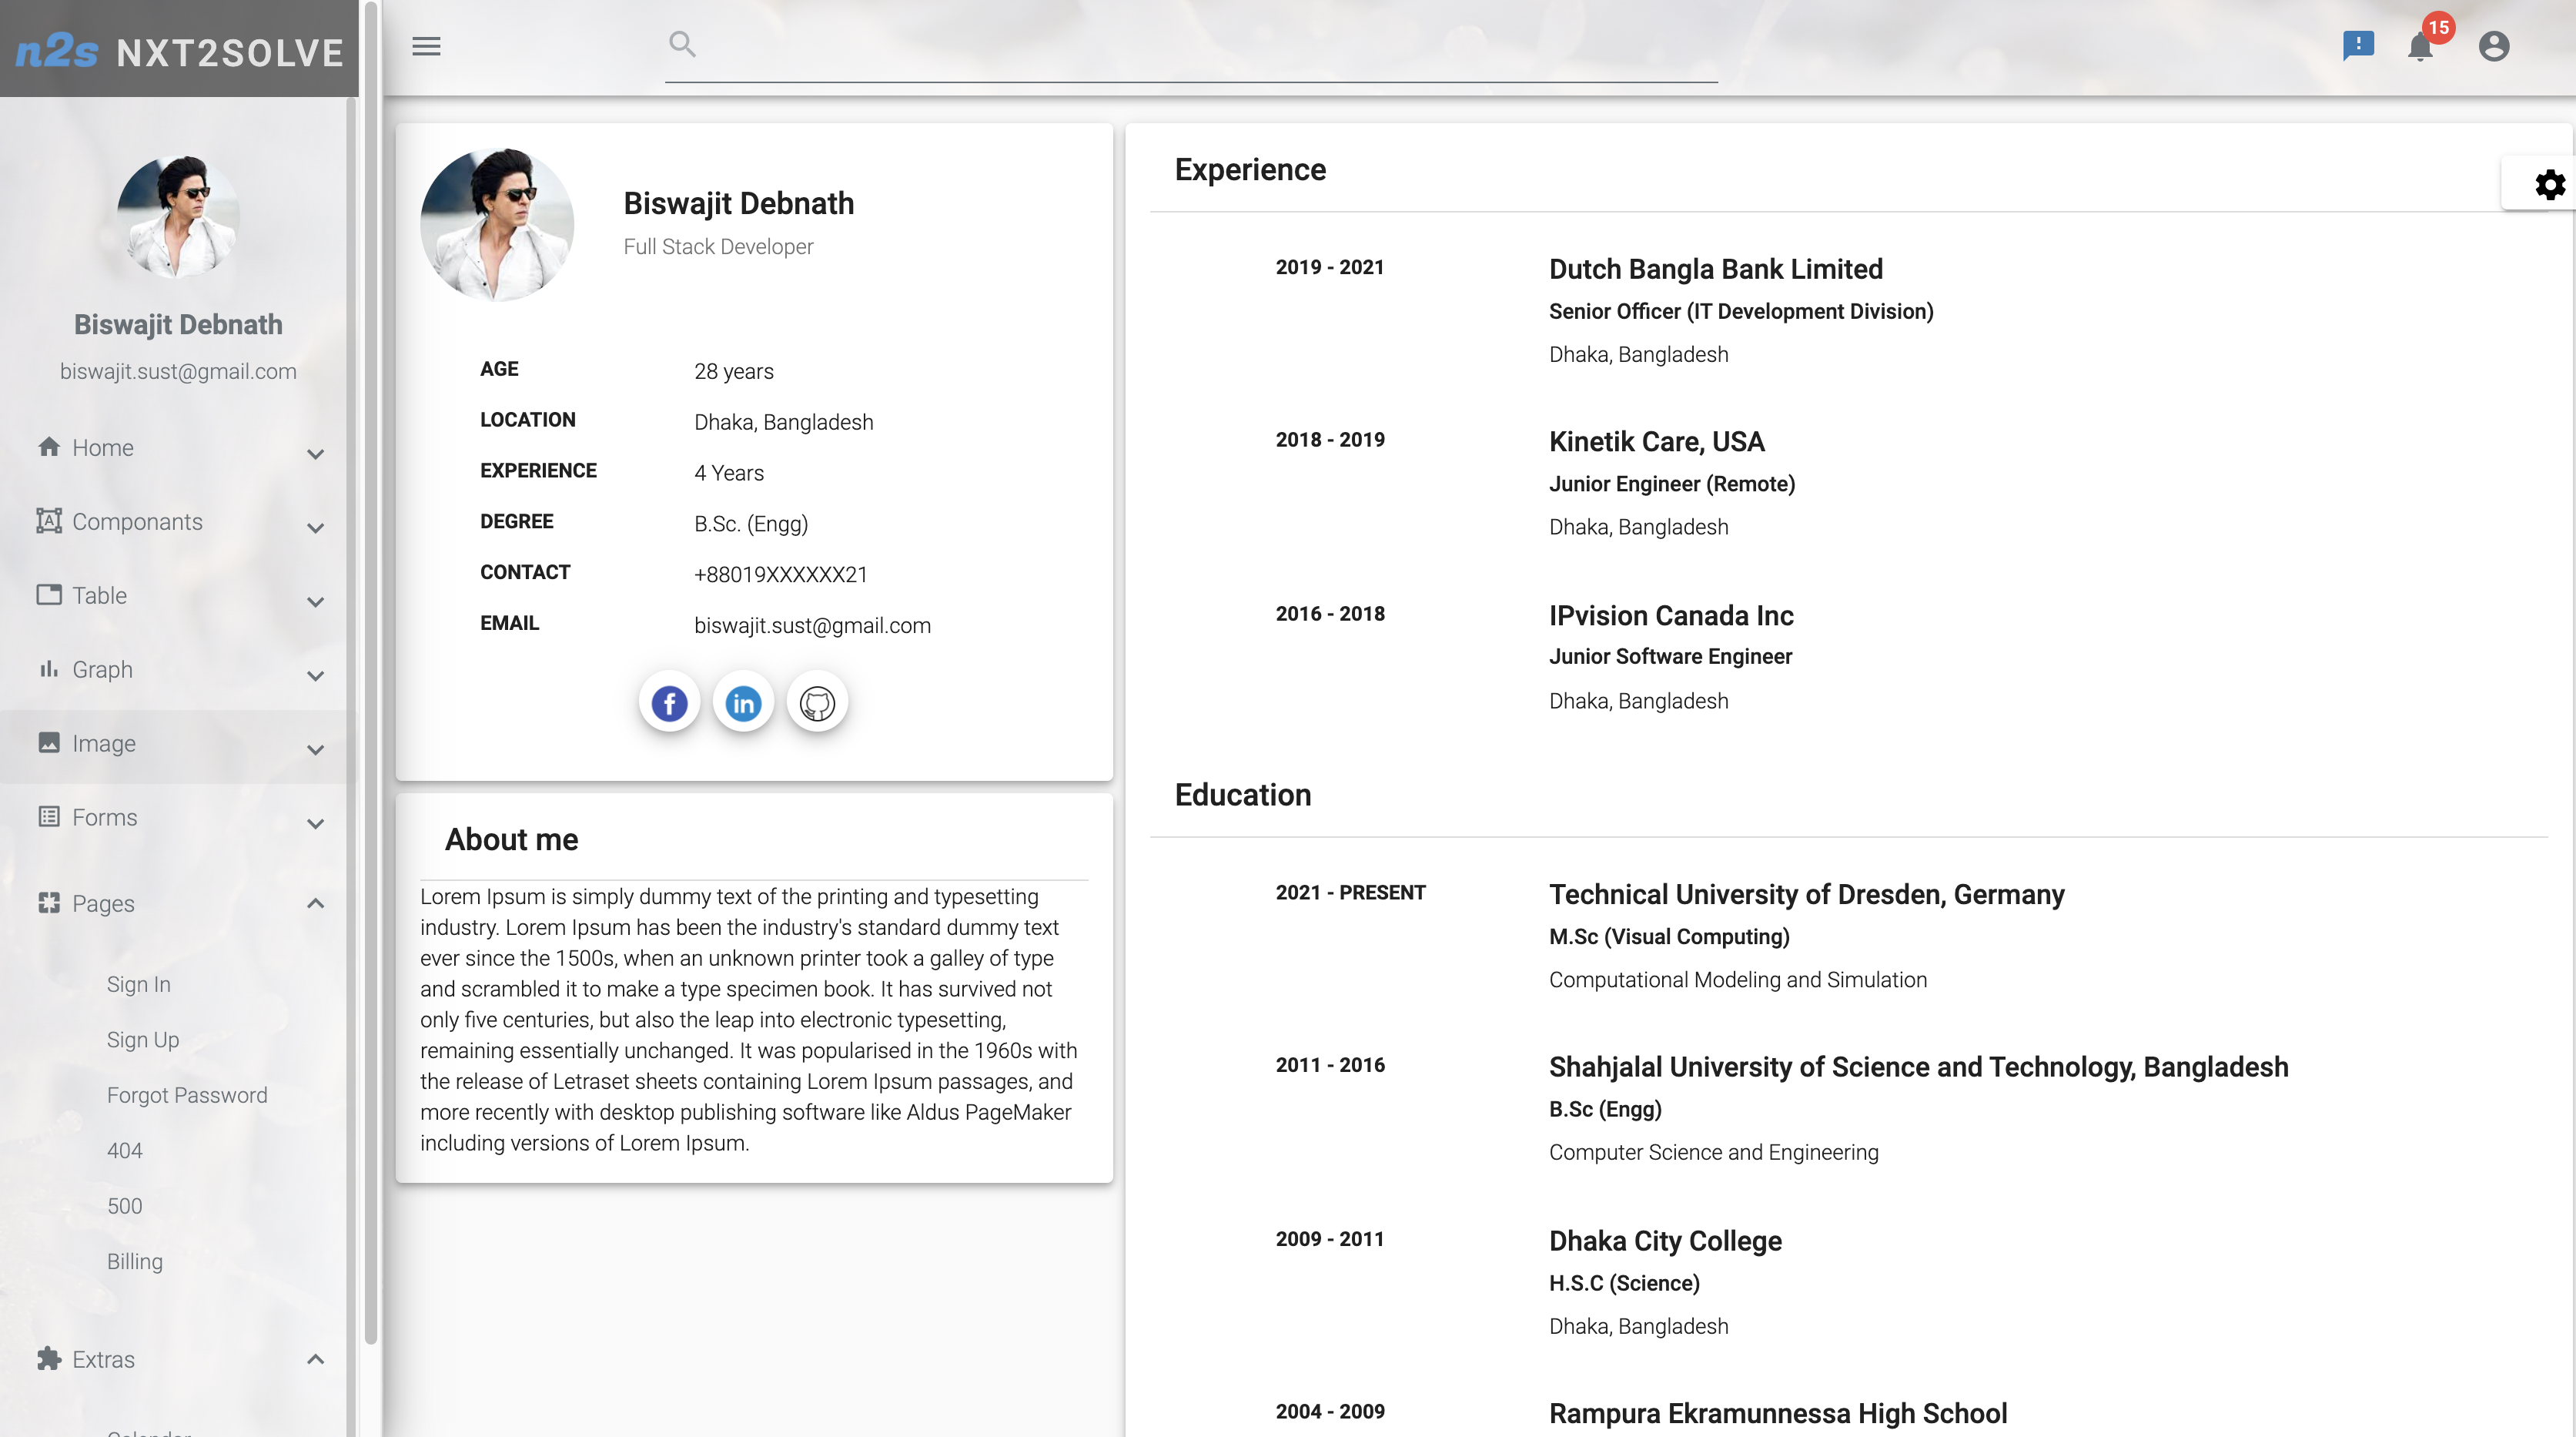 n2s NXT2SOLVE
15
Biswajit Debnath
biswajit.sust@gmail.com
Home
Componants
Table
Graph
Image
Forms
Pages
Sign In
Sign Up
Forgot Password
404
500
Billing
Extras
Calendar
Biswajit Debnath
Full Stack Developer
AGE 28 years
LOCATION Dhaka, Bangladesh
EXPERIENCE 4 Years
DEGREE B.Sc. (Engg)
CONTACT +88019XXXXXX21
EMAIL biswajit.sust@gmail.com
f in
About me
Lorem Ipsum is simply dummy text of the printing and typesetting
industry. Lorem Ipsum has been the industry's standard dummy text
ever since the 1500s, when an unknown printer took a galley of type
and scrambled it to make a type specimen book. It has survived not
only five centuries, but also the leap into electronic typesetting,
remaining essentially unchanged. It was popularised in the 1960s with
the release of Letraset sheets containing Lorem Ipsum passages, and
more recently with desktop publishing software like Aldus PageMaker
including versions of Lorem Ipsum.
Experience
2019 - 2021 Dutch Bangla Bank Limited
Senior Officer (IT Development Division)
Dhaka, Bangladesh
2018 - 2019 Kinetik Care, USA
Junior Engineer (Remote)
Dhaka, Bangladesh
2016 - 2018 IPvision Canada Inc
Junior Software Engineer
Dhaka, Bangladesh
Education
2021 - PRESENT Technical University of Dresden, Germany
M.Sc (Visual Computing)
Computational Modeling and Simulation
2011 - 2016 Shahjalal University of Science and Technology, Bangladesh
B.Sc (Engg)
Computer Science and Engineering
2009 - 2011 Dhaka City College
H.S.C (Science)
Dhaka, Bangladesh
2004 - 2009 Rampura Ekramunnessa High School